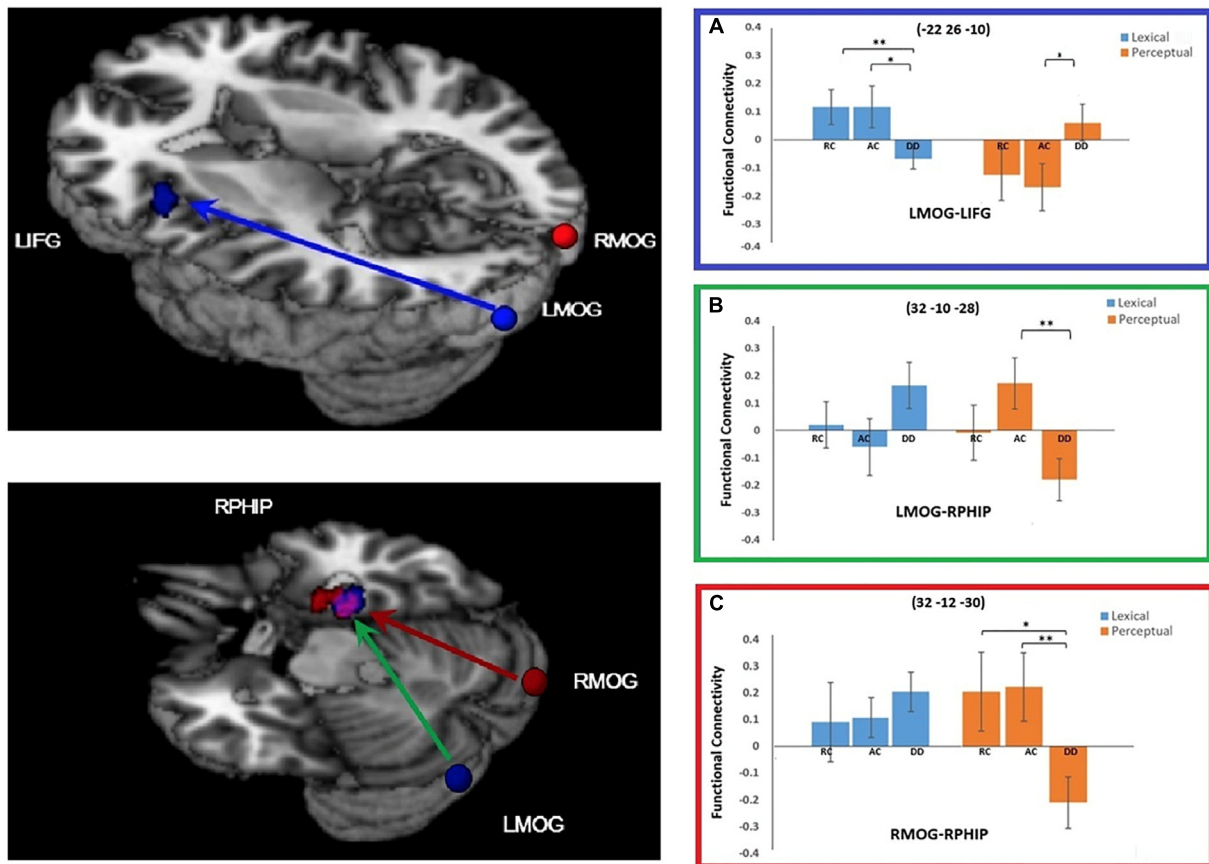 LIFG
RMOG
LMOG
RPHIP
RMOG
LMOG
A
(-22 26 -10)
Lexical
Perceptual
Functional Connectivity
0.4
0.3
0.2
0.1
0
-0.1
-0.2
-0.3
-0.4
**
*
*
RC
AC
DD
RC
AC
DD
LMOG-LIFG
B
(32 -10 -28)
Lexical
Perceptual
Functional Connectivity
0.4
0.3
0.2
0.1
0
-0.1
-0.2
-0.3
-0.4
**
RC
AC
DD
RC
AC
DD
LMOG-RPHIP
C
(32 -12 -30)
Lexical
Perceptual
Functional Connectivity
0.4
0.3
0.2
0.1
0
-0.1
-0.2
-0.3
-0.4
*
**
RC
AC
DD
RC
AC
DD
RMOG-RPHIP